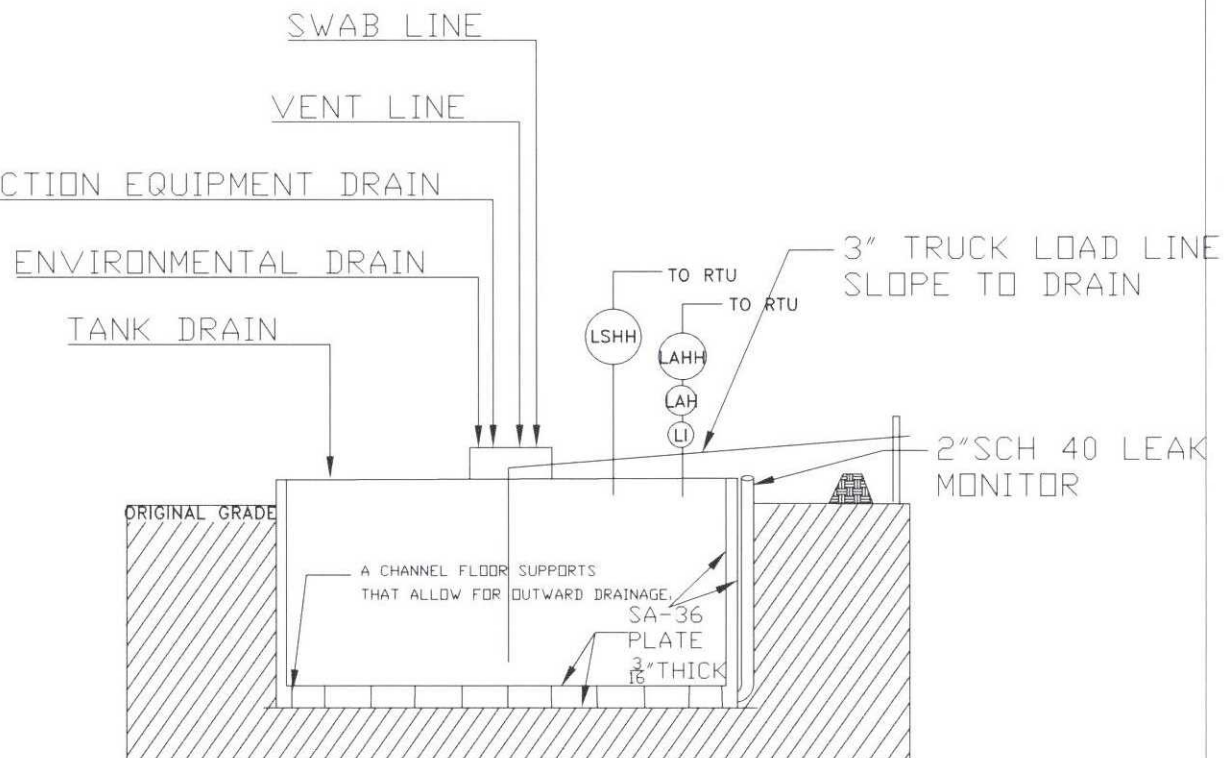 SWAB LINE
VENT LINE
CTION EQUIPMENT DRAIN
ENVIRONMENTAL DRAIN
TANK DRAIN
TO RTU
TO RTU
3" TRUCK LOAD LINE
SLOPE TO DRAIN
LSHH
LAHH
LAH
LI
2"SCH 40 LEAK
MONITOR
ORIGINAL GRADE
A CHANNEL FLOOR SUPPORTS
THAT ALLOW FOR OUTWARD DRAINAGE.
SA-36
PLATE
3/16"THICK